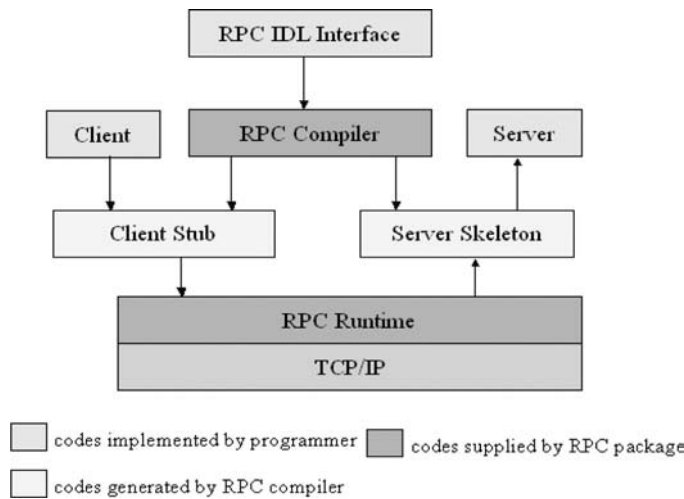 RPC IDL Interface
Client
RPC Compiler
Server
Client Stub
Server Skeleton
RPC Runtime
TCP/IP
codes implemented by programmer
codes supplied by RPC package
codes generated by RPC compiler